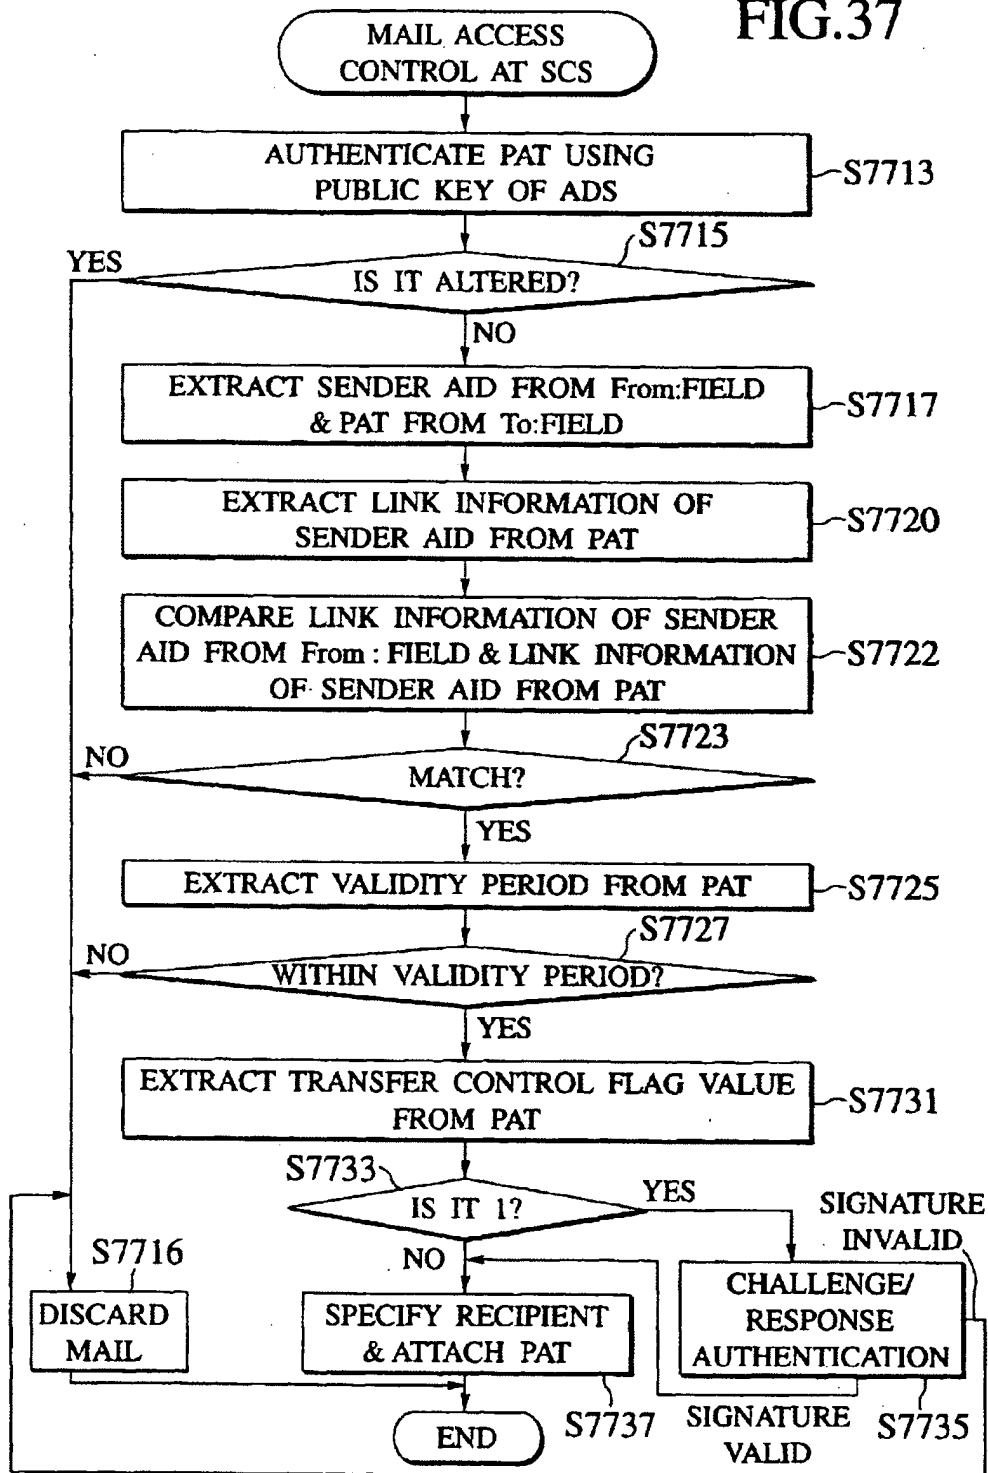 FIG.37
MAIL ACCESS
CONTROL AT SCS
AUTHENTICATE PAT USING
PUBLIC KEY OF ADS
S7713
S7715
YES
IS IT ALTERED?
NO
EXTRACT SENDER AID FROM From:FIELD
& PAT FROM To:FIELD
S7717
EXTRACT LINK INFORMATION OF
SENDER AID FROM PAT
S7720
COMPARE LINK INFORMATION OF SENDER
AID FROM From : FIELD & LINK INFORMATION
OF SENDER AID FROM PAT
S7722
S7723
NO
MATCH?
YES
EXTRACT VALIDITY PERIOD FROM PAT
S7725
S7727
NO
WITHIN VALIDITY PERIOD?
YES
EXTRACT TRANSFER CONTROL FLAG VALUE
FROM PAT
S7731
S7733
IS IT 1?
YES
NO
SIGNATURE
INVALID
S7716
DISCARD
MAIL
SPECIFY RECIPIENT
& ATTACH PAT
S7737
CHALLENGE/
RESPONSE
AUTHENTICATION
S7735
SIGNATURE
VALID
END